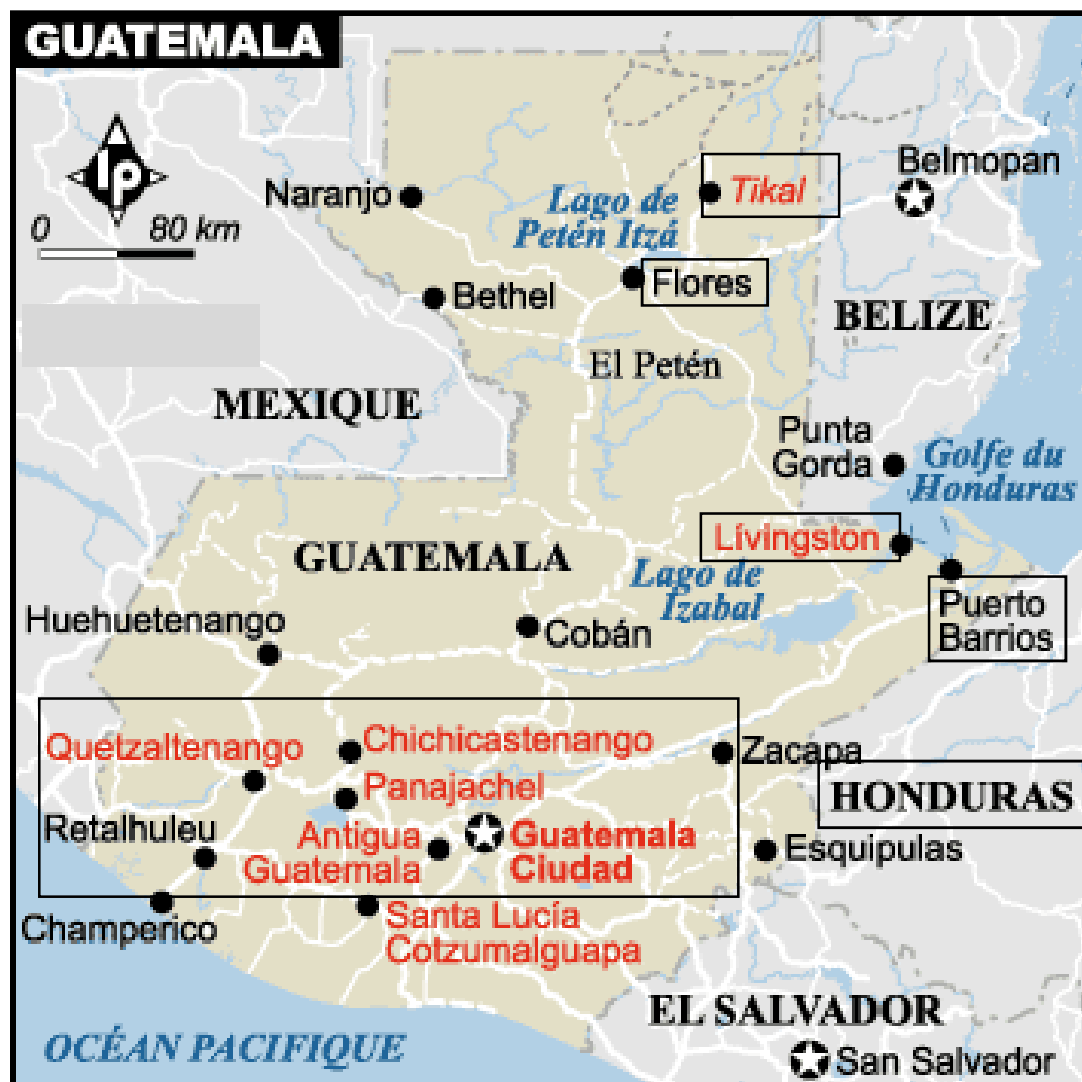 GUATEMALA
lp
0 80 km
Naranjo
Lago de
Petén Itzá
Tikal
Belmopan
Bethel
Flores
BELIZE
El Petén
MEXIQUE
Punta
Gorda
Golfe du
Honduras
GUATEMALA
Livingston
Lago de
Izabal
Huehuetenango
Cobán
Puerto
Barrios
Quetzaltenango
Chichicastenango
Zacapa
Panajachel
HONDURAS
Retalhuleu
Antigua
Guatemala
Guatemala
Ciudad
Esquipulas
Champerico
Santa Lucía
Cotzumalguapa
EL SALVADOR
OCÉAN PACIFIQUE
San Salvador